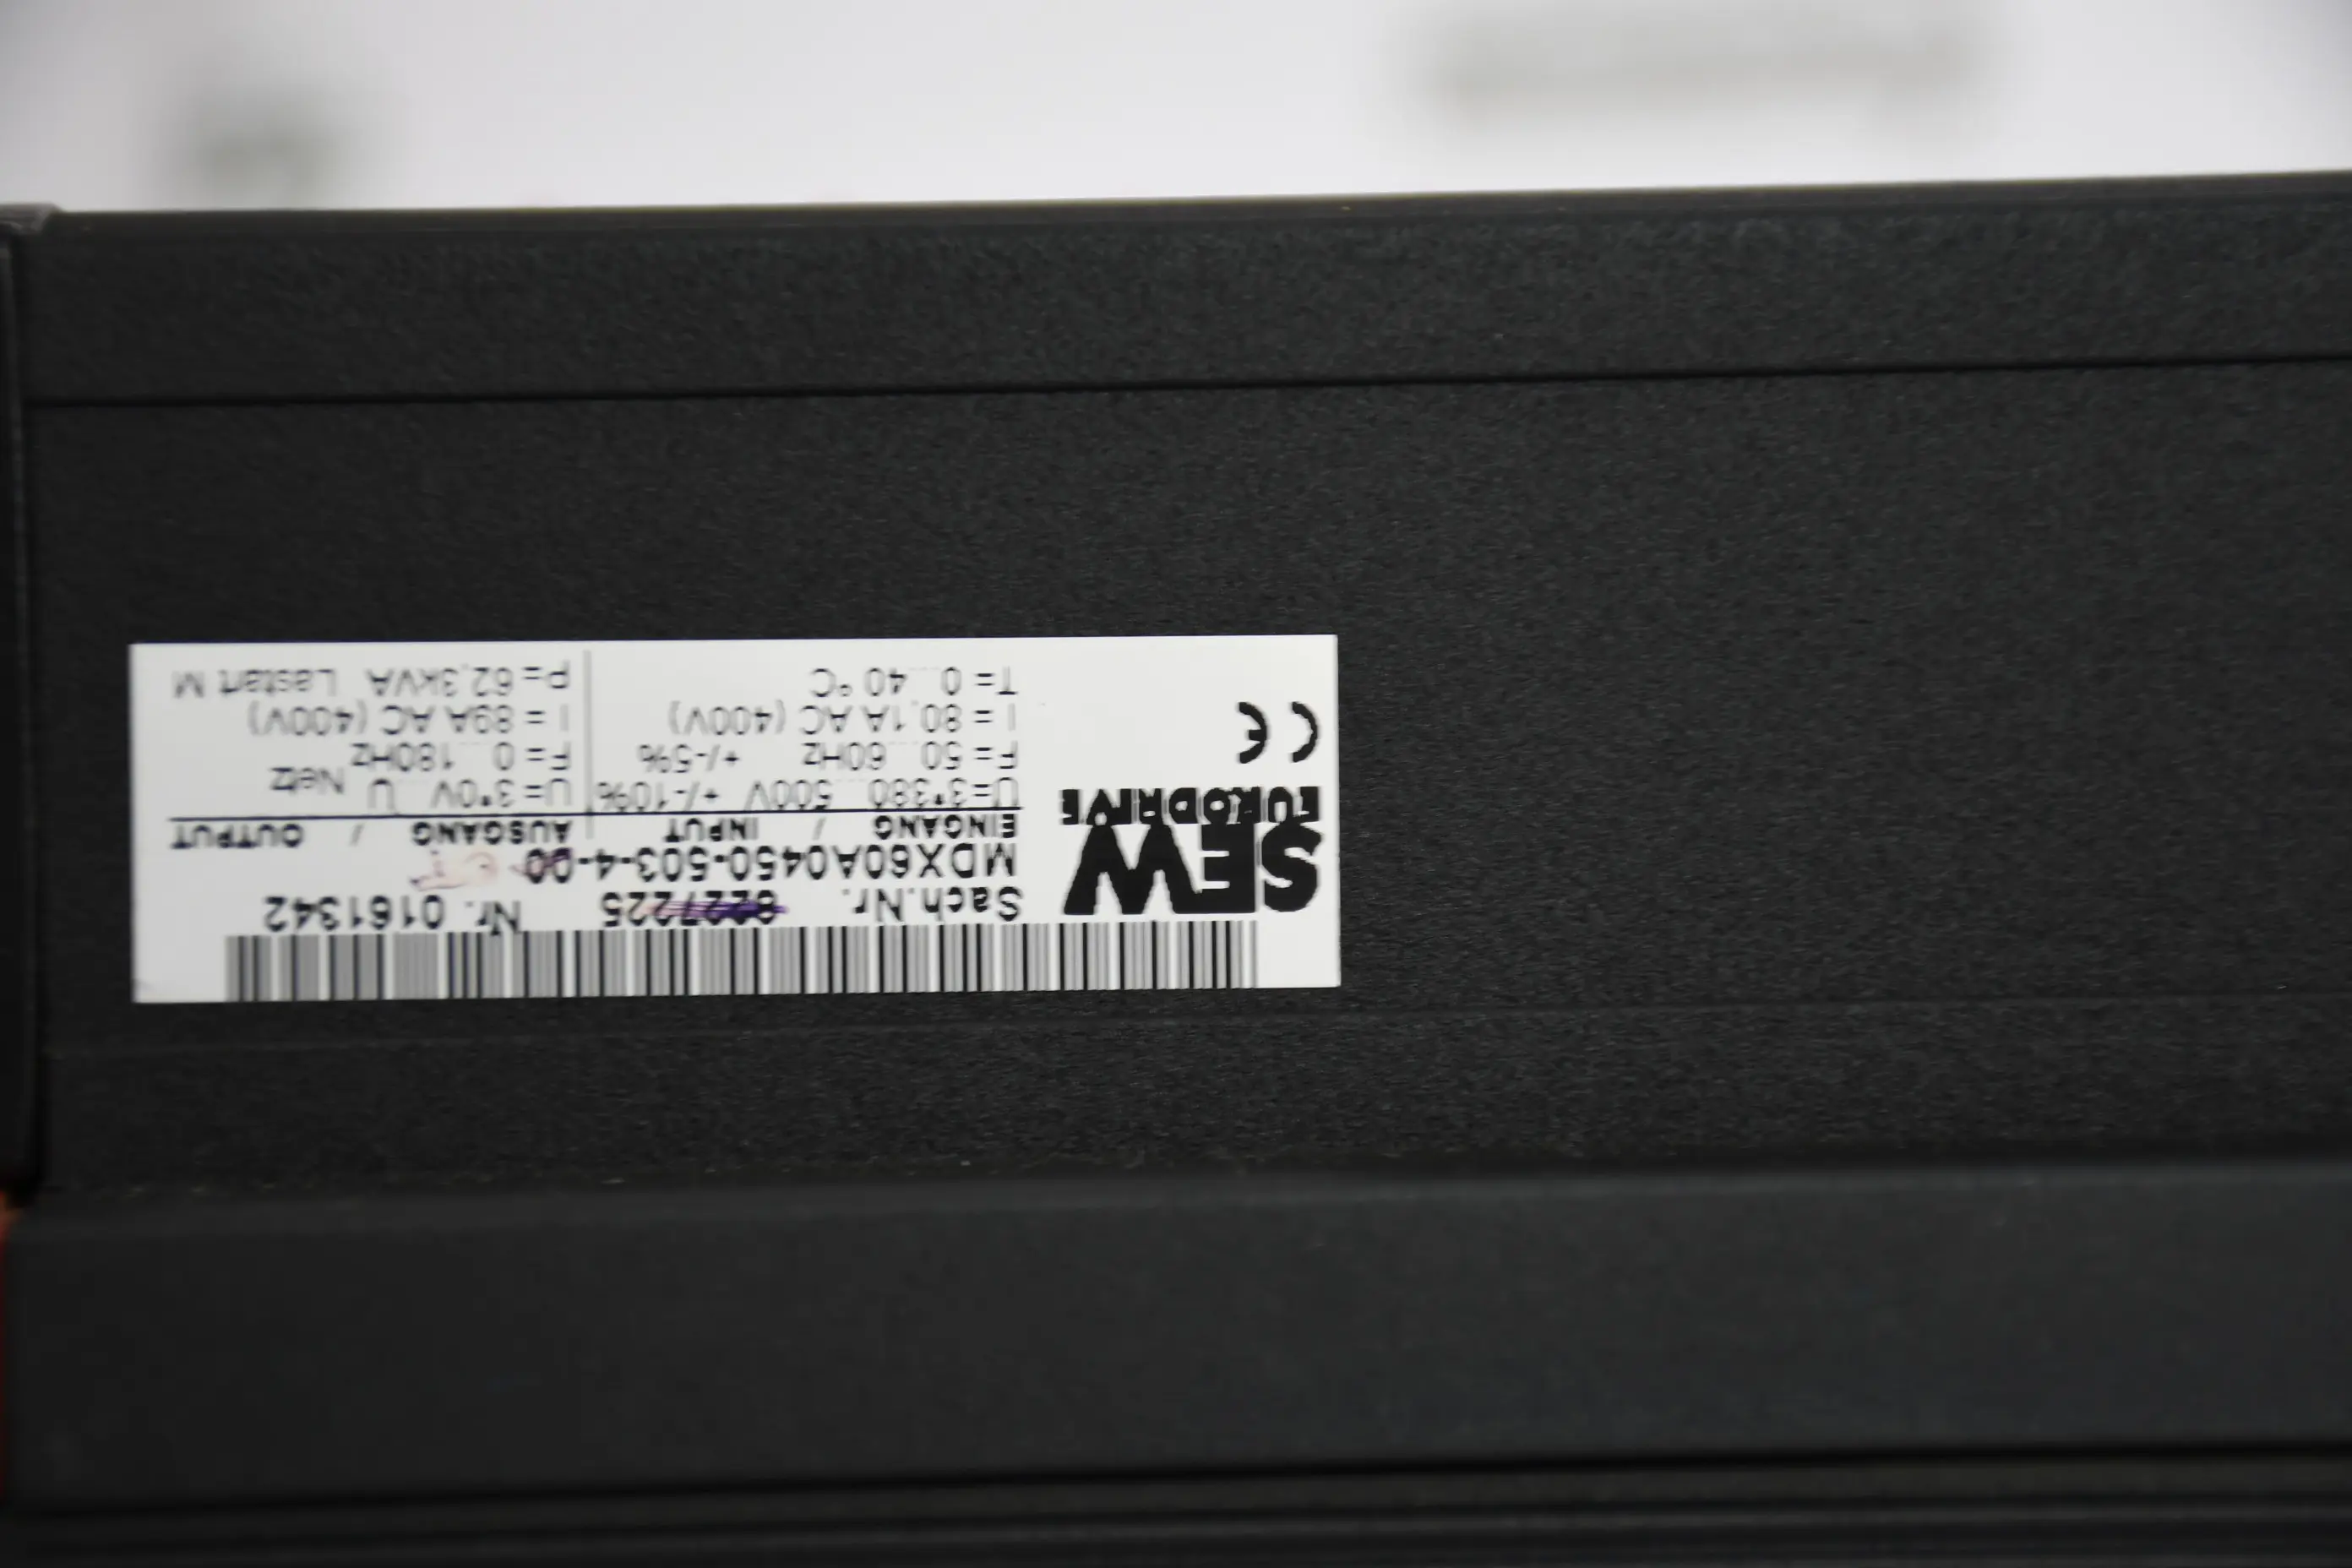 SEW
EURODRIVE
CE
Sach.Nr. 8227225 Nr. 0161342
MDX60A0450-503-4-00
EINGANG / INPUT
U=3*380...500V +/-10%
F= 50...60Hz +/-5%
I = 80,1A AC (400V)
T= 0...40 °C
AUSGANG / OUTPUT
U=3*0V...U Netz
F= 0...180Hz
I = 89A AC (400V)
P=62,3kVA Lastart M